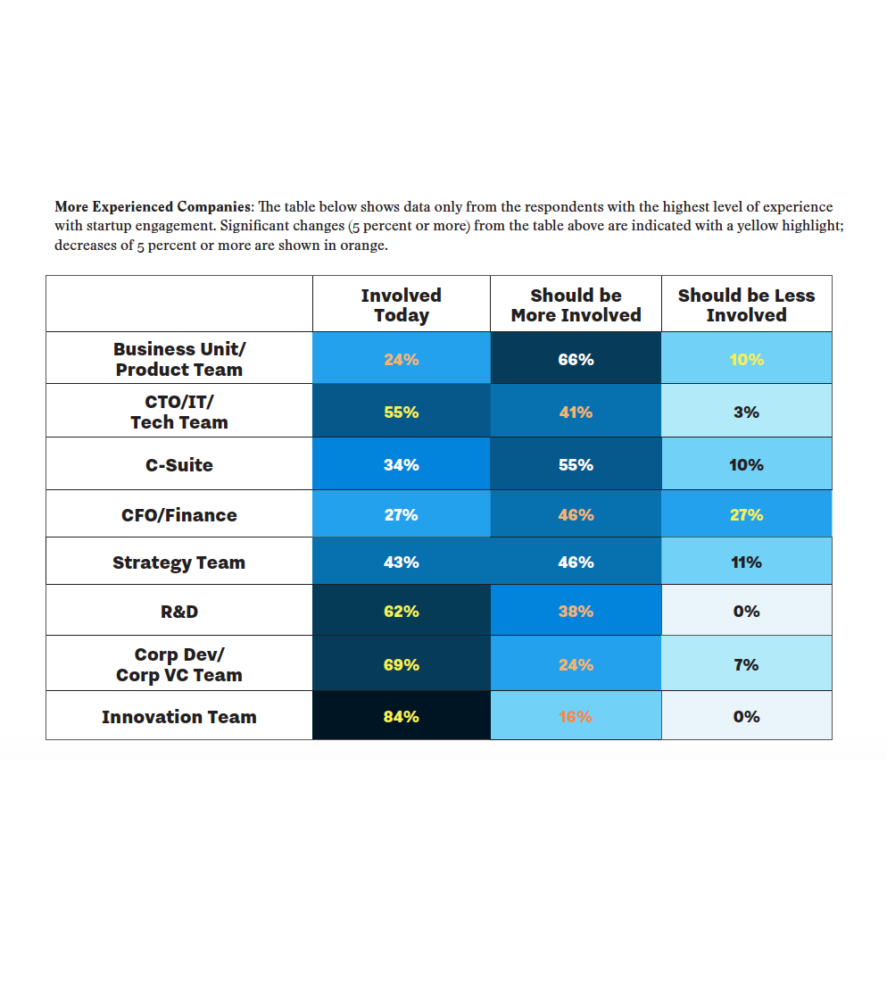 More Experienced Companies: The table below shows data only from the respondents with the highest level of experience
with startup engagement. Significant changes (5 percent or more) from the table above are indicated with a yellow highlight;
decreases of 5 percent or more are shown in orange.
Involved
Today
Should be
More Involved
Should be Less
Involved
Business Unit/
Product Team
24%
66%
10%
CTO/IT/
Tech Team
55%
41%
3%
C-Suite
34%
55%
10%
CFO/Finance
27%
46%
27%
Strategy Team
43%
46%
11%
R&D
62%
38%
0%
Corp Dev/
Corp VC Team
69%
24%
7%
Innovation Team
84%
16%
0%